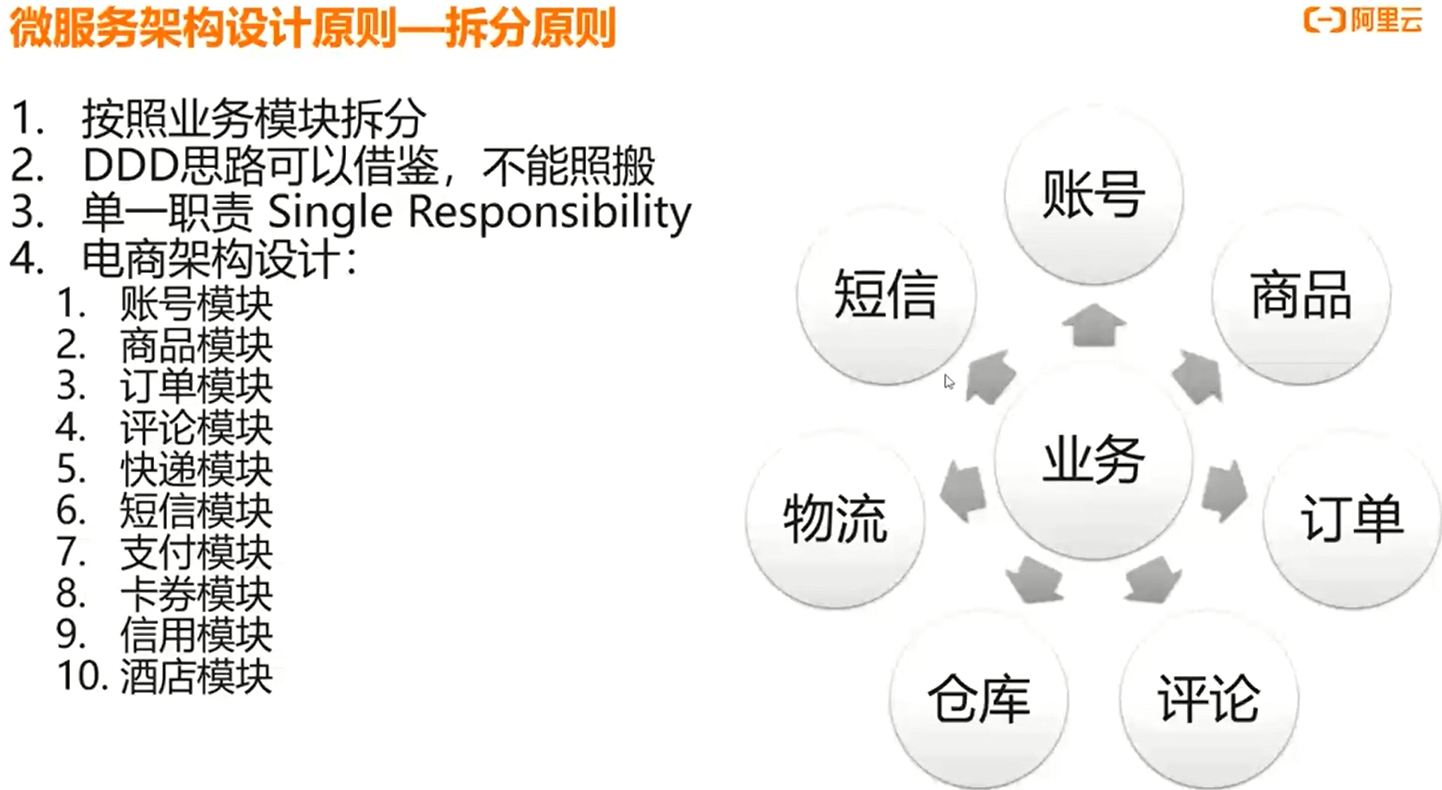 微服务架构设计原则—拆分原则
阿里云
1. 按照业务模块拆分
2. DDD思路可以借鉴，不能照搬
3. 单一职责 Single Responsibility
4. 电商架构设计：
1. 账号模块
2. 商品模块
3. 订单模块
4. 评论模块
5. 快递模块
6. 短信模块
7. 支付模块
8. 卡券模块
9. 信用模块
10. 酒店模块
账号
短信
商品
业务
物流
订单
仓库
评论